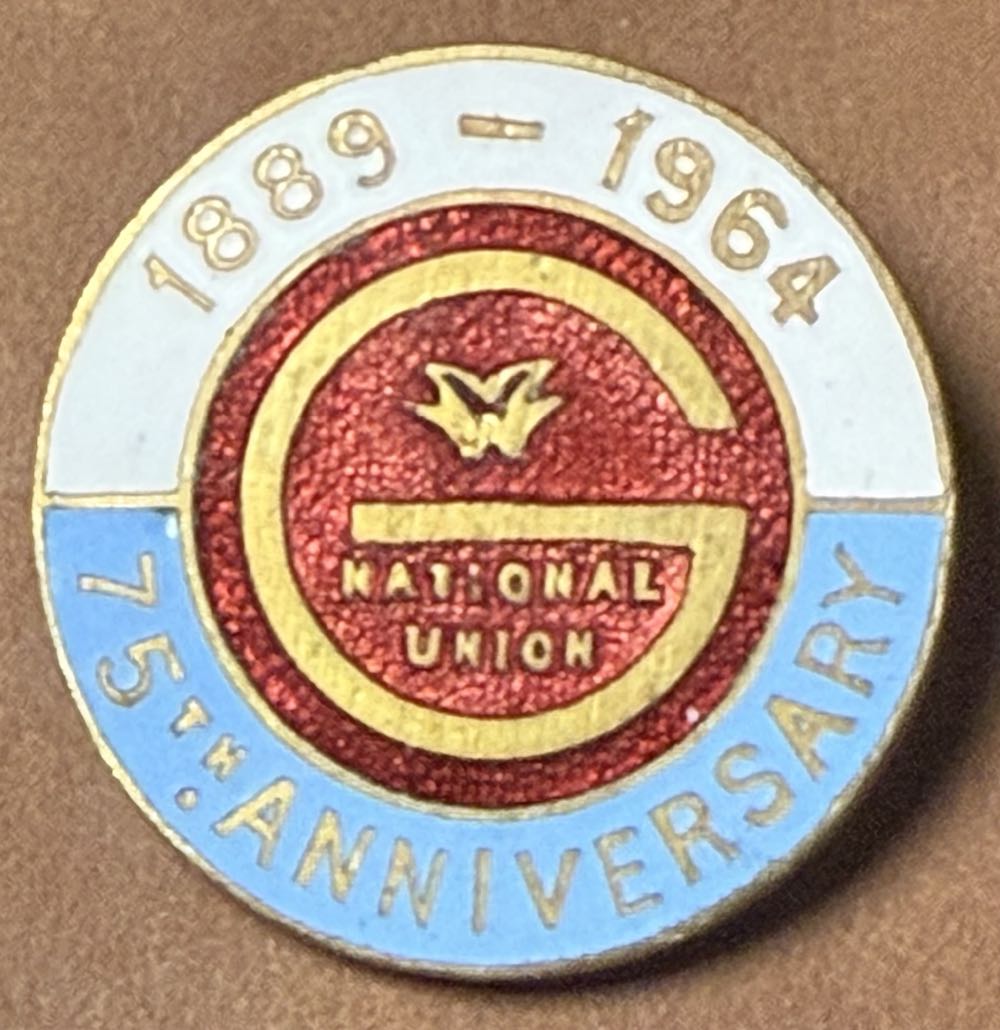 1889 – 1964
G
NATIONAL
UNION
75TH. ANNIVERSARY